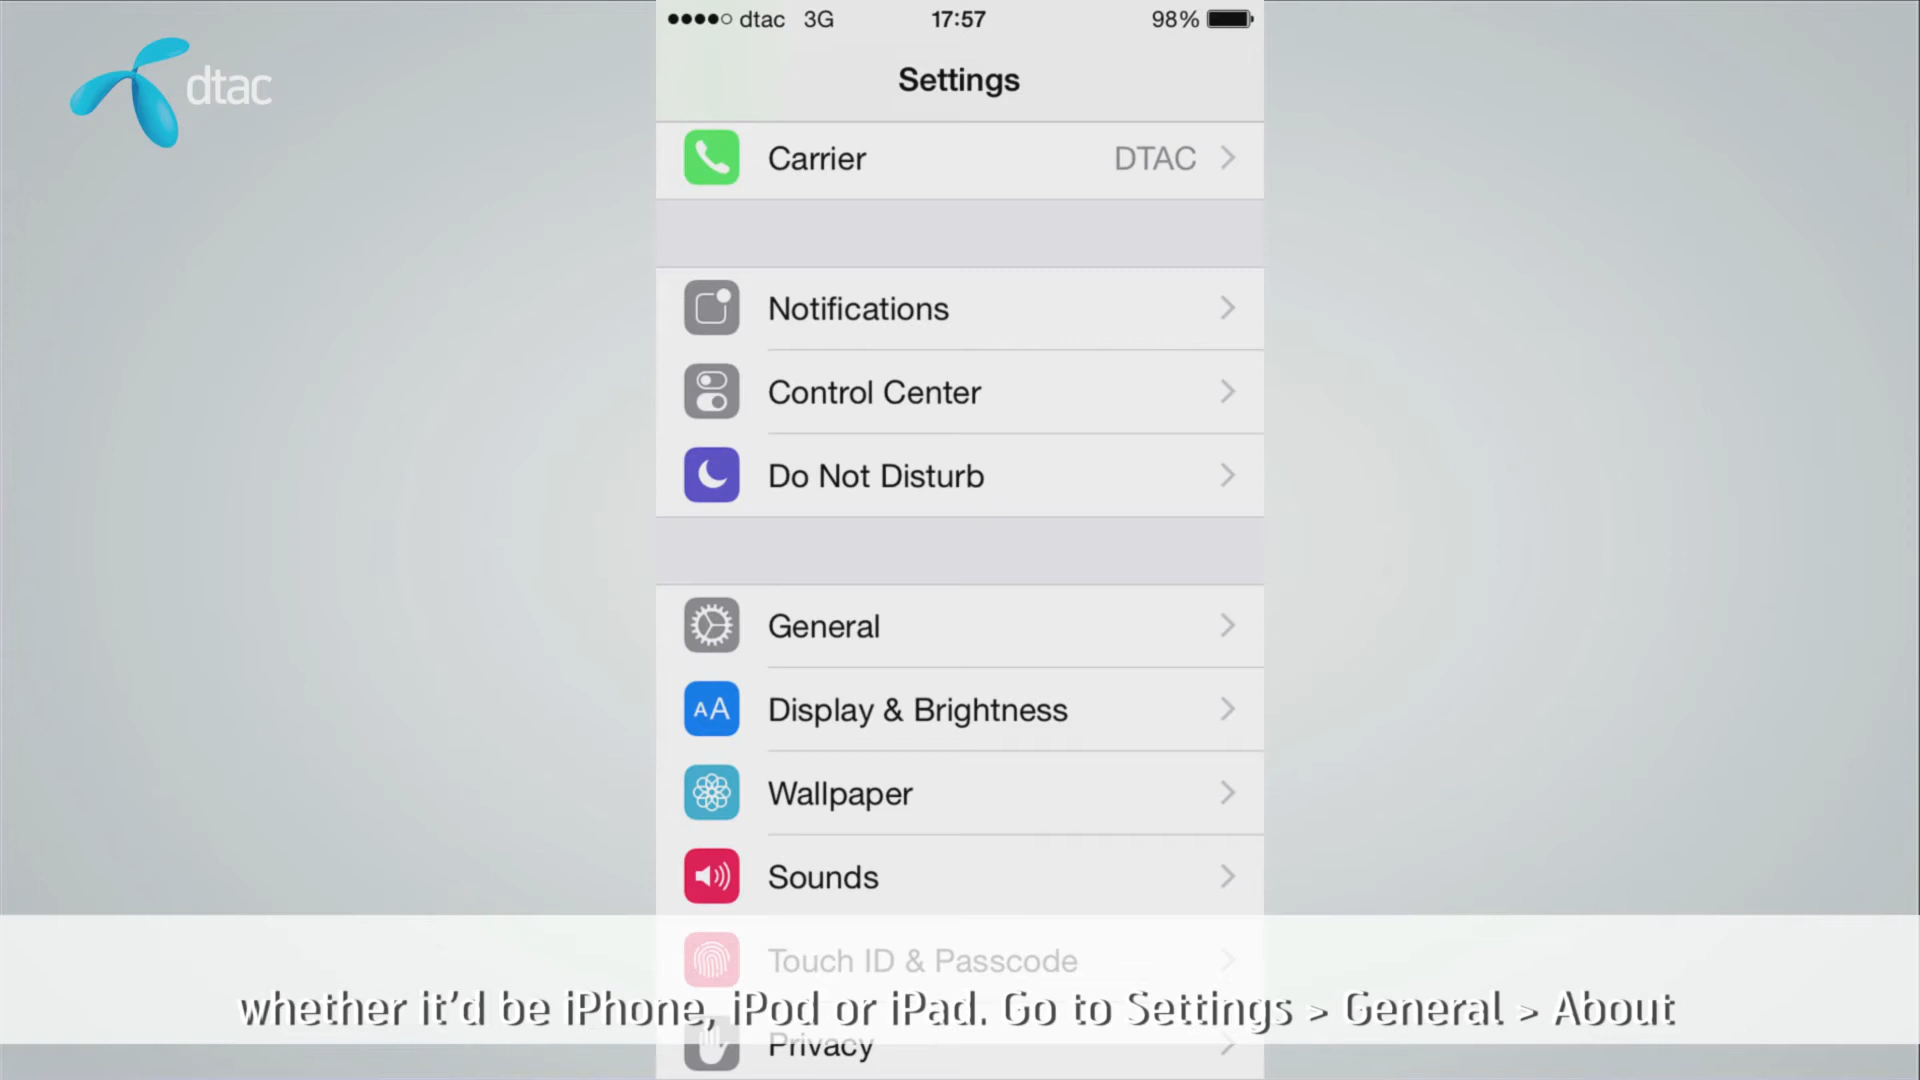 dtac 3G 17:57 98%
dtac
Settings
Carrier DTAC
Notifications
Control Center
Do Not Disturb
General
AA Display & Brightness
Wallpaper
Sounds
Touch ID & Passcode
whether it'd be iPhone, iPod or iPad. Go to Settings > General > About
Privacy